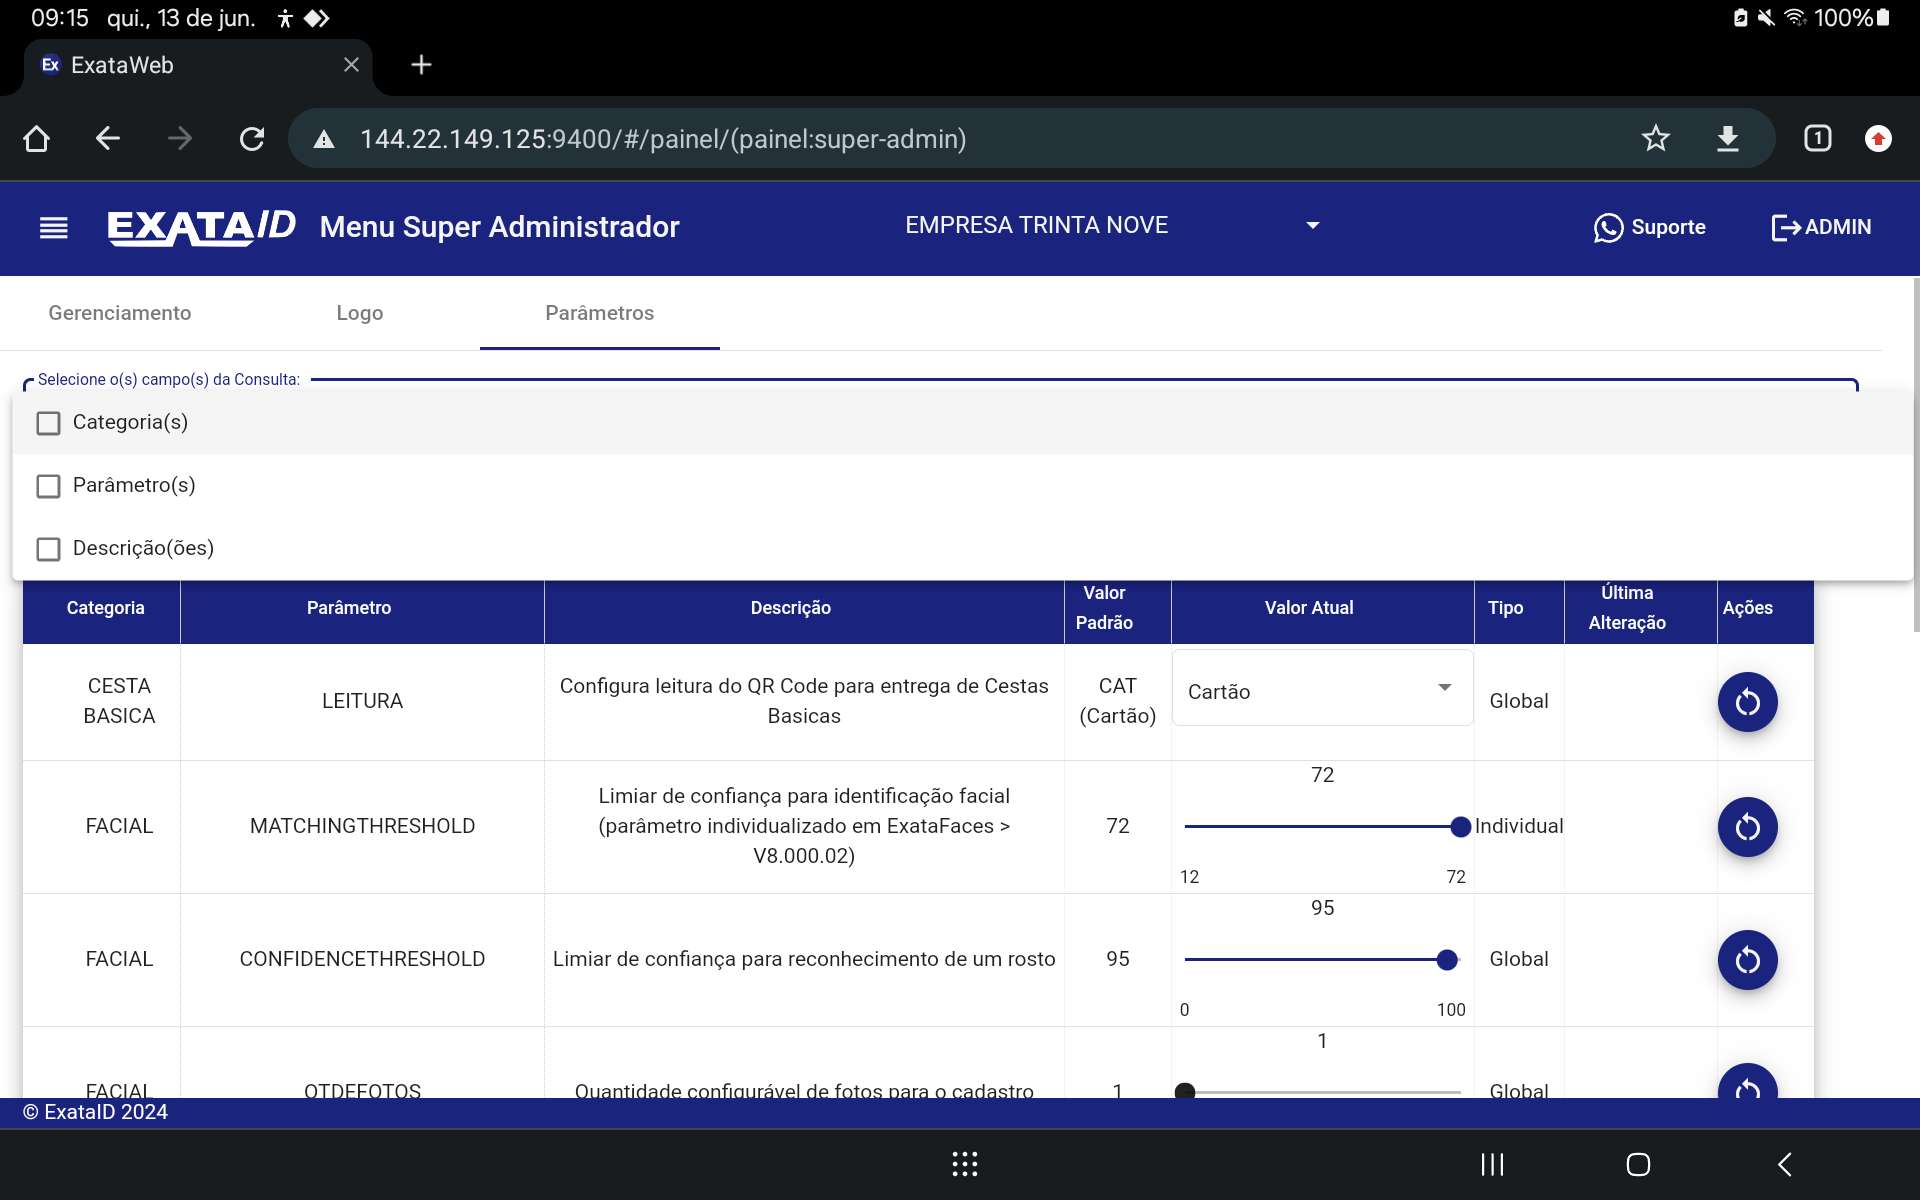 09:15 qui., 13 de jun.
100%
Ex ExataWeb
144.22.149.125:9400/#/painel/(painel:super-admin)
1
EXATAID Menu Super Administrador
EMPRESA TRINTA NOVE
Suporte
ADMIN
Gerenciamento
Logo
Parâmetros
Selecione o(s) campo(s) da Consulta:
Categoria(s)
Parâmetro(s)
Descrição(ões)
Categoria
Parâmetro
Descrição
Valor
Padrão
Valor Atual
Tipo
Última
Alteração
Ações
CESTA
BASICA
LEITURA
Configura leitura do QR Code para entrega de Cestas
Basicas
CAT
(Cartão)
Cartão
Global
FACIAL
MATCHINGTHRESHOLD
Limiar de confiança para identificação facial
(parâmetro individualizado em ExataFaces >
V8.000.02)
72
72
12
72
Individual
FACIAL
CONFIDENCETHRESHOLD
Limiar de confiança para reconhecimento de um rosto
95
95
0
100
Global
FACIAL
QTDEFOTOS
Quantidade configurável de fotos para o cadastro
1
1
Global
© ExataID 2024